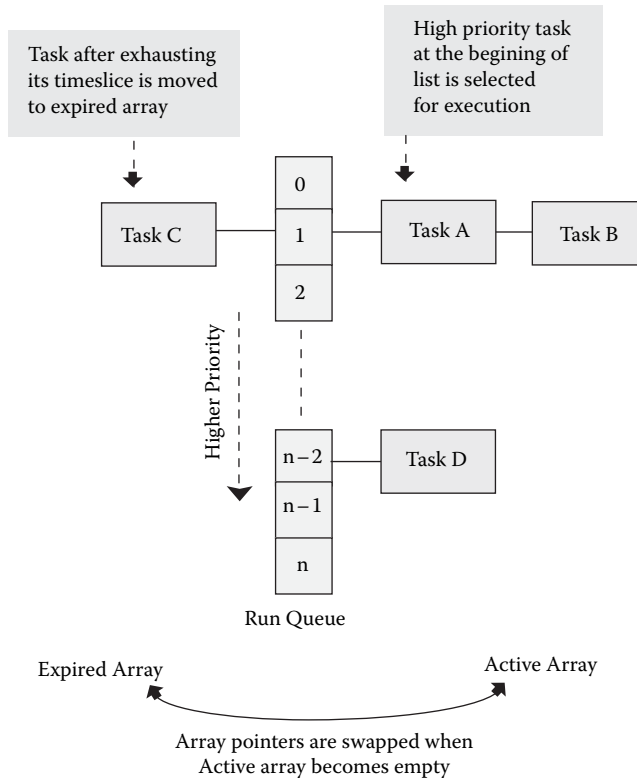 Task after exhausting
its timeslice is moved
to expired array
High priority task
at the begining of
list is selected
for execution
0
Task C
1
Task A
Task B
2
Higher Priority
n–2
Task D
n–1
n
Run Queue
Expired Array
Active Array
Array pointers are swapped when
Active array becomes empty